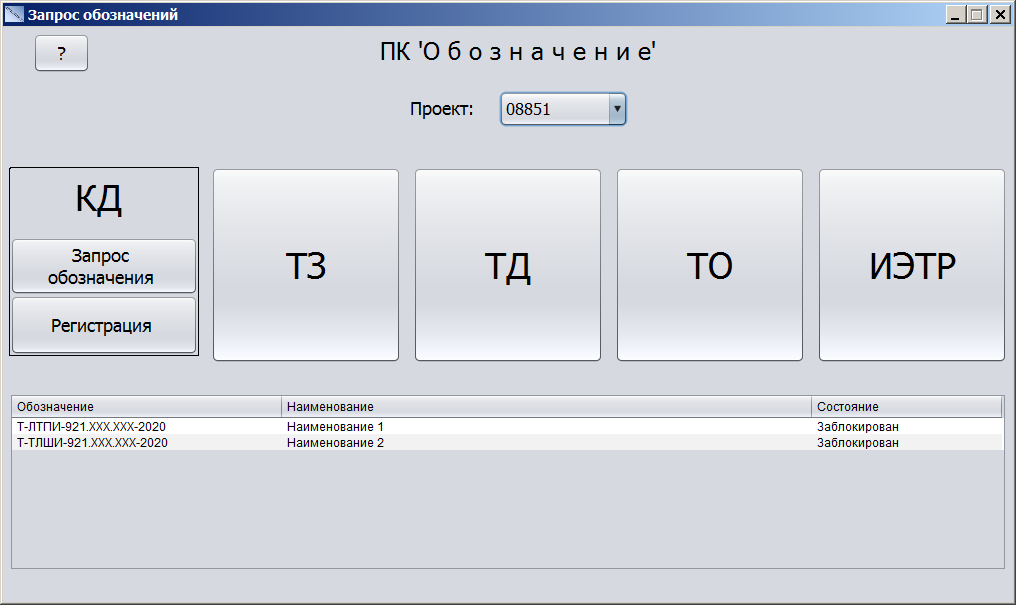 Запрос обозначений
?
ПК 'О б о з н а ч е н и е'
Проект: 08851
КД
Запрос
обозначения
Регистрация
ТЗ
ТД
ТО
ИЭТР
Обозначение Наименование Состояние
Т-ЛТПИ-921.XXX.XXX-2020 Наименование 1 Заблокирован
Т-ТЛШИ-921.XXX.XXX-2020 Наименование 2 Заблокирован